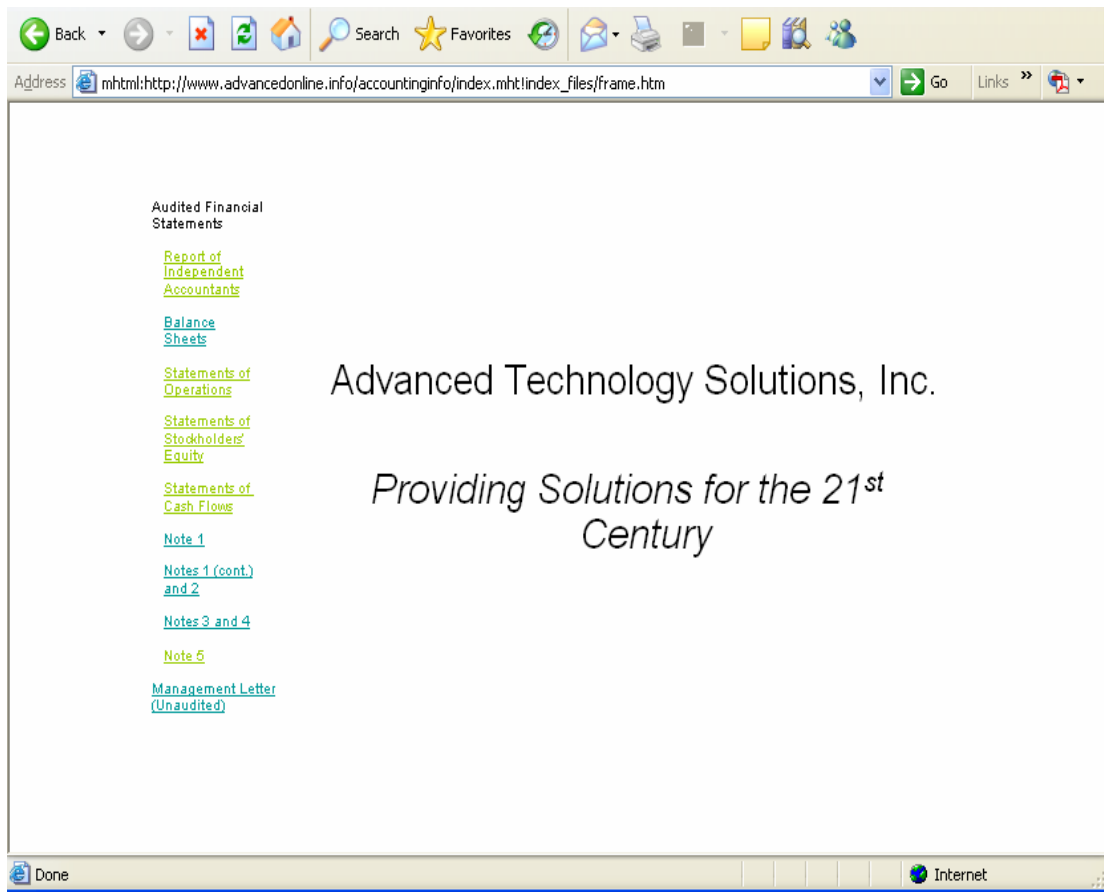 Back
Search
Favorites
Address
mhtml:http://www.advancedonline.info/accountinginfo/index.mht!index_files/frame.htm
Go
Links
»
Audited Financial
Statements
Report of
Independent
Accountants
Balance
Sheets
Statements of
Operations
Statements of
Stockholders'
Equity
Statements of
Cash Flows
Note 1
Notes 1 (cont.)
and 2
Notes 3 and 4
Note 5
Management Letter
(Unaudited)
Advanced Technology Solutions, Inc.
Providing Solutions for the 21st
Century
Done
Internet